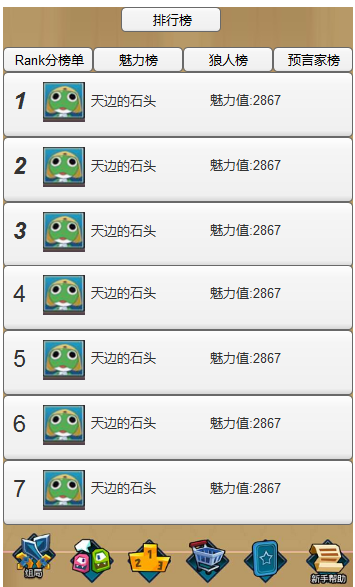 排行榜
Rank分榜单 魅力榜 狼人榜 预言家榜
1 天边的石头 魅力值:2867
2 天边的石头 魅力值:2867
3 天边的石头 魅力值:2867
4 天边的石头 魅力值:2867
5 天边的石头 魅力值:2867
6 天边的石头 魅力值:2867
7 天边的石头 魅力值:2867
组局 2 1 3 新手帮助